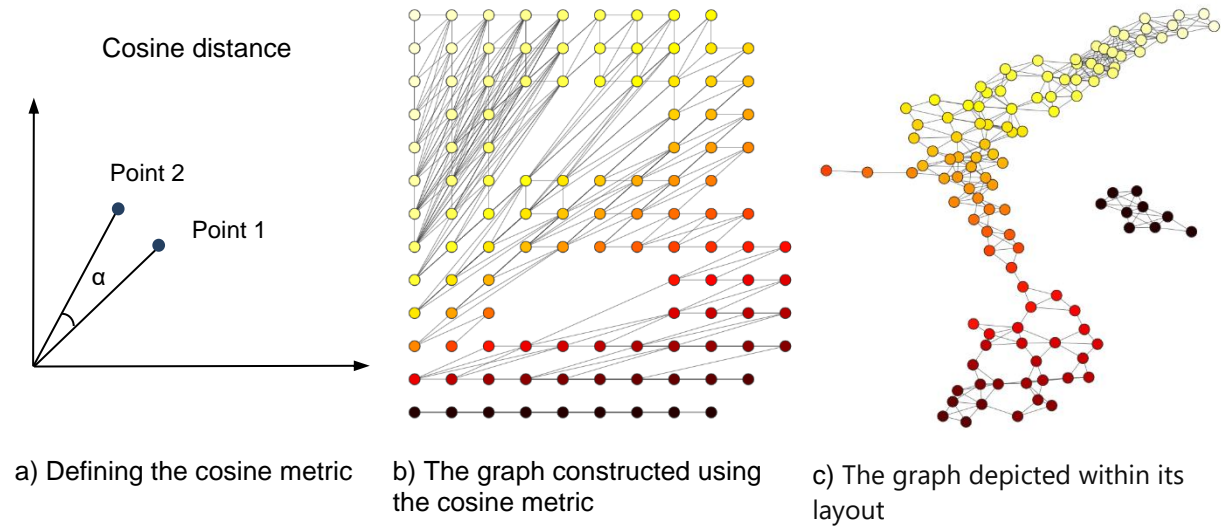 Cosine distance
Point 2
Point 1
α
a) Defining the cosine metric
b) The graph constructed using
the cosine metric
c) The graph depicted within its
layout